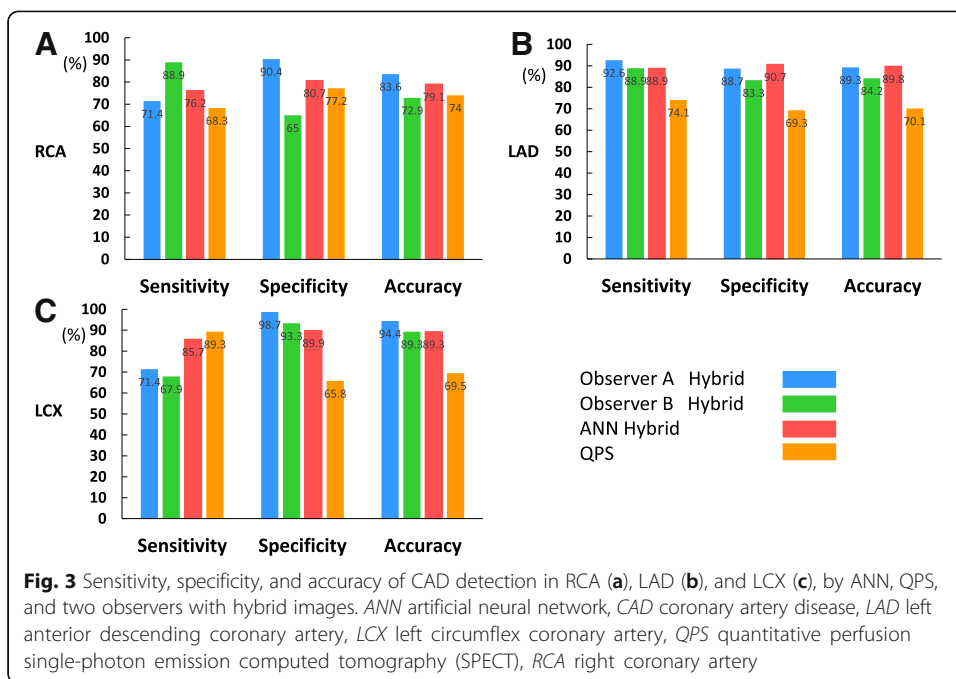 A
(%)
100
90
80
70
60
50
40
30
20
10
0
RCA
71.4 88.9 76.2 68.3
90.4 65 80.7 77.2
83.6 72.9 79.1 74
Sensitivity Specificity Accuracy
B
(%)
100
90
80
70
60
50
40
30
20
10
0
LAD
92.6 88.9 88.9 74.1
88.7 83.3 90.7 69.3
89.3 84.2 89.8 70.1
Sensitivity Specificity Accuracy
C
(%)
100
90
80
70
60
50
40
30
20
10
0
LCX
71.4 67.9 85.7 89.3
98.7 93.3 89.9 65.8
94.4 89.3 89.3 69.5
Sensitivity Specificity Accuracy
Observer A Hybrid
Observer B Hybrid
ANN Hybrid
QPS
Fig. 3 Sensitivity, specificity, and accuracy of CAD detection in RCA (a), LAD (b), and LCX (c), by ANN, QPS,
and two observers with hybrid images. ANN artificial neural network, CAD coronary artery disease, LAD left
anterior descending coronary artery, LCX left circumflex coronary artery, QPS quantitative perfusion
single-photon emission computed tomography (SPECT), RCA right coronary artery